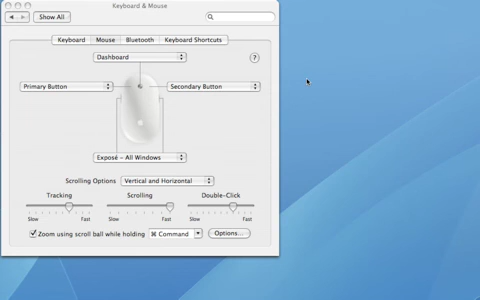 Keyboard & Mouse
Show All
Keyboard Mouse Bluetooth Keyboard Shortcuts
Dashboard
?
Primary Button
Secondary Button
Exposé – All Windows
Scrolling Options Vertical and Horizontal
Tracking Scrolling Double-Click
Slow Fast Slow Fast Slow Fast
Zoom using scroll ball while holding ⌘ Command Options...